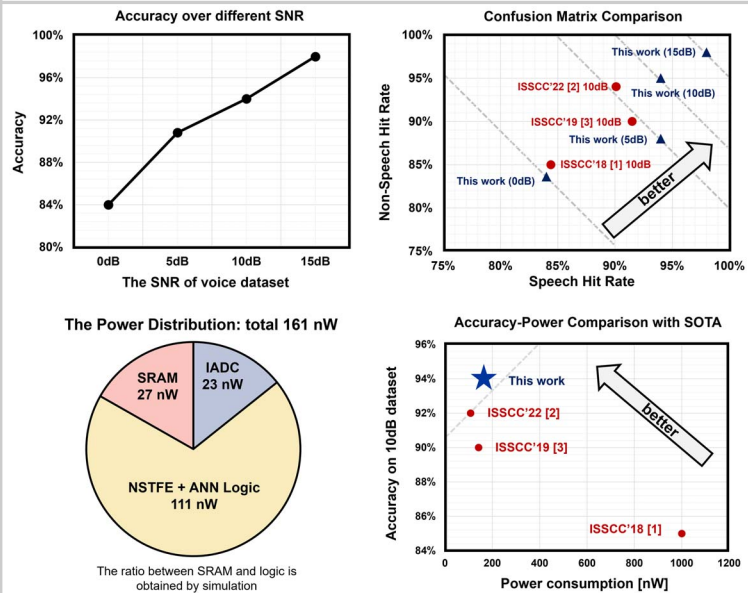 Accuracy over different SNR
100%
96%
92%
88%
84%
80%
Accuracy
0dB 5dB 10dB 15dB
The SNR of voice dataset
Confusion Matrix Comparison
100%
95%
90%
85%
80%
75%
Non-Speech Hit Rate
This work (15dB)
ISSCC'22 [2] 10dB
This work (10dB)
ISSCC'19 [3] 10dB
This work (5dB)
ISSCC'18 [1] 10dB
This work (0dB)
better
75% 80% 85% 90% 95% 100%
Speech Hit Rate
The Power Distribution: total 161 nW
SRAM
27 nW
IADC
23 nW
NSTFE + ANN Logic
111 nW
The ratio between SRAM and logic is
obtained by simulation
Accuracy-Power Comparison with SOTA
96%
94%
92%
90%
88%
86%
84%
Accuracy on 10dB dataset
This work
ISSCC'22 [2]
ISSCC'19 [3]
ISSCC'18 [1]
better
0 200 400 600 800 1000 1200
Power consumption [nW]